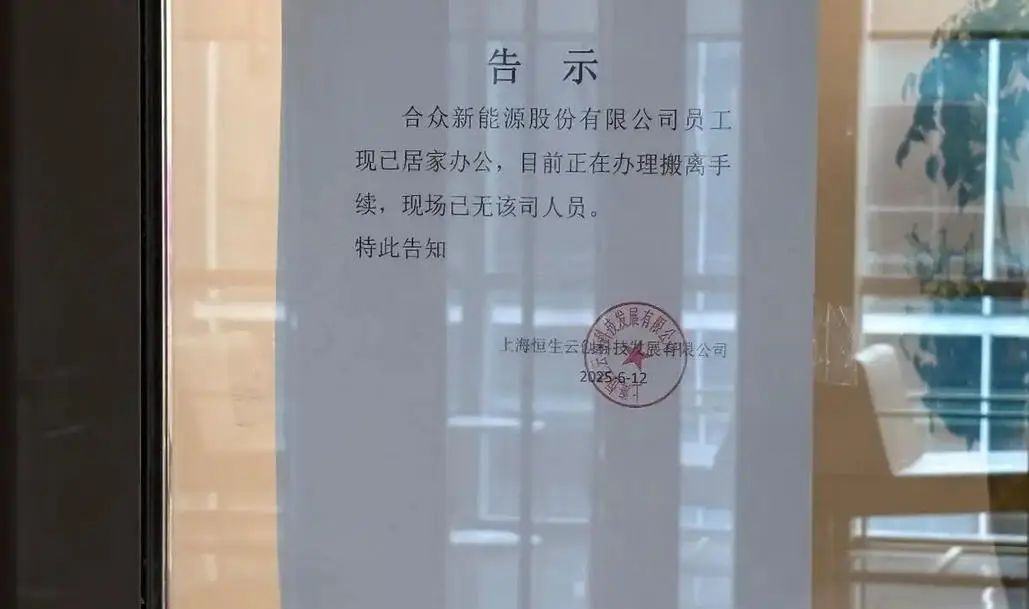 告 示
合众新能源股份有限公司员工
现已居家办公，目前正在办理搬离手
续，现场已无该司人员。
特此告知
上海恒生云创科技发展有限公司
2025-6-12